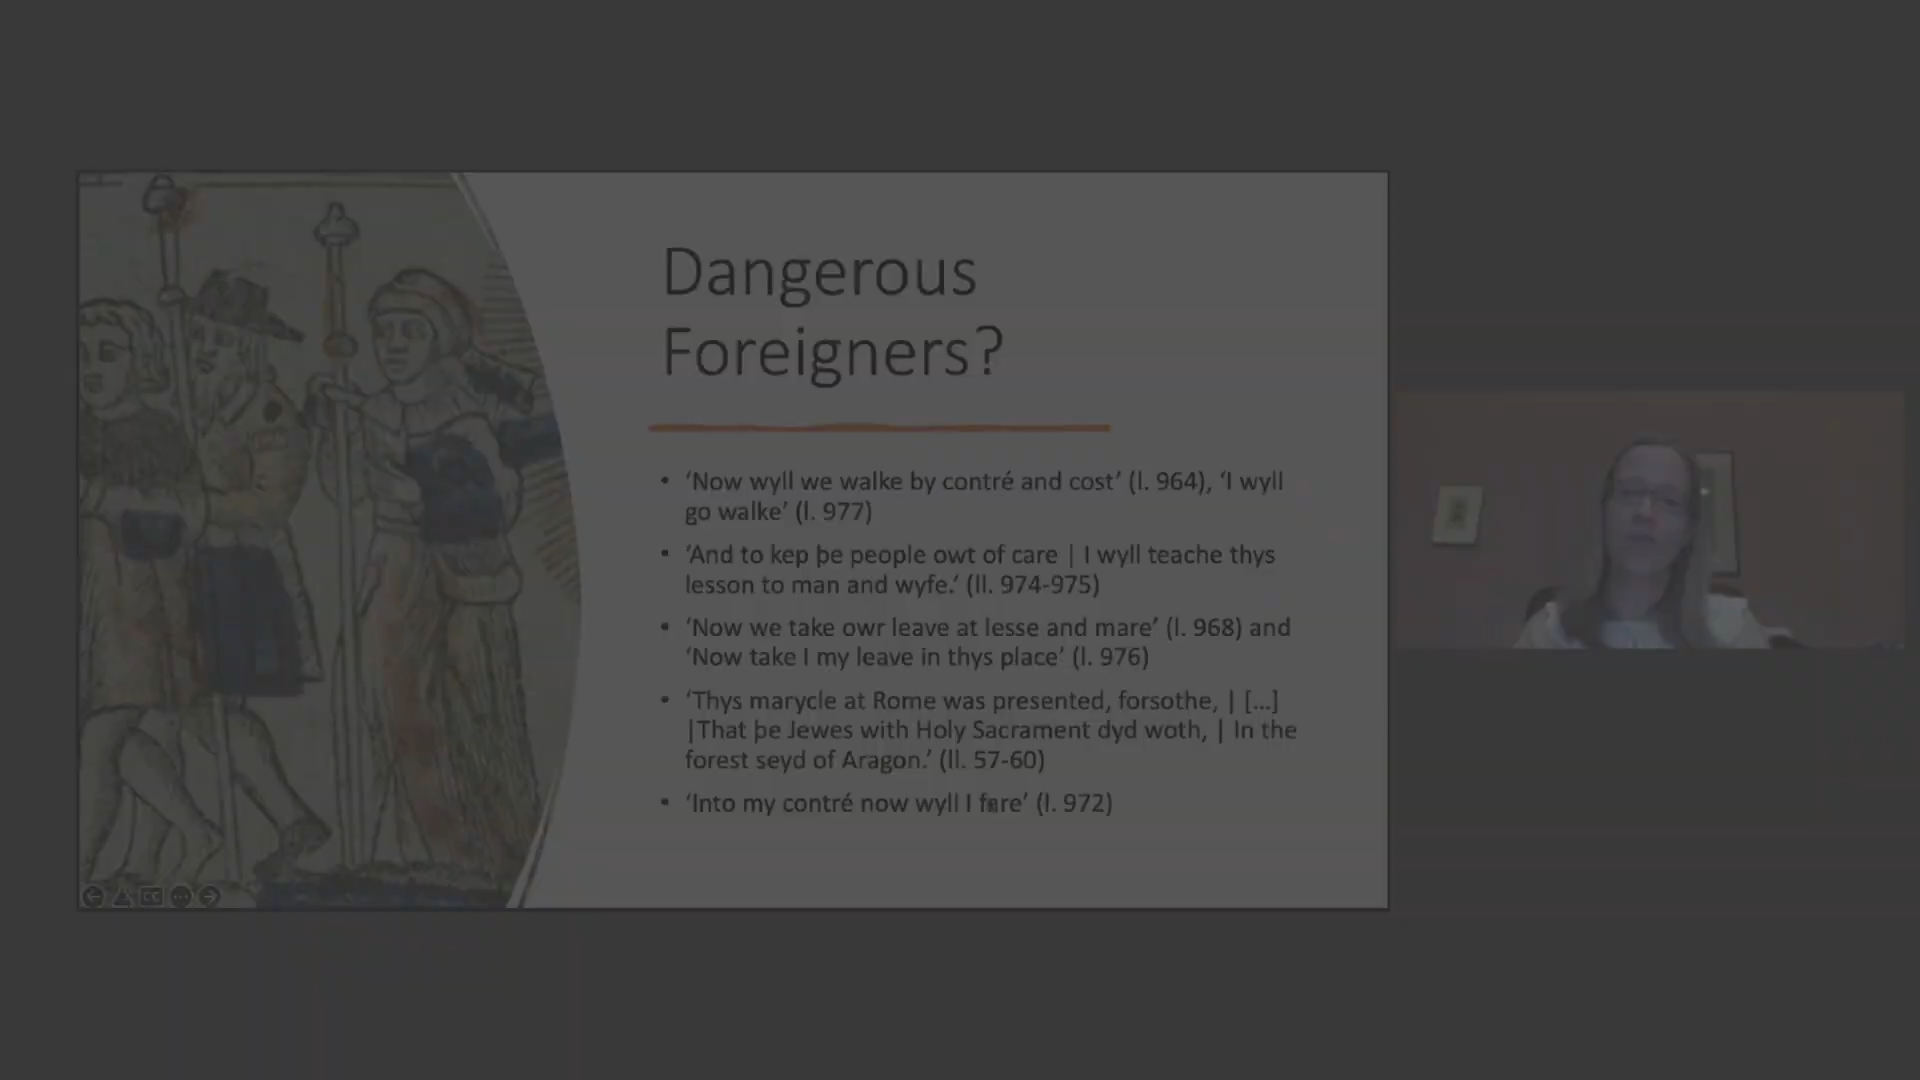 Dangerous
Foreigners?
• ‘Now wyll we walke by contré and cost’ (l. 964), ‘I wyll
go walke’ (l. 977)
• ‘And to kep þe people owt of care | I wyll teache thys
lesson to man and wyfe.’ (ll. 974-975)
• ‘Now we take owr leave at lesse and mare’ (l. 968) and
‘Now take I my leave in thys place’ (l. 976)
• ‘Thys marycle at Rome was presented, forsothe, | [...]
|That þe Jewes with Holy Sacrament dyd woth, | In the
forest seyd of Aragon.’ (ll. 57-60)
• ‘Into my contré now wyll I fare’ (l. 972)